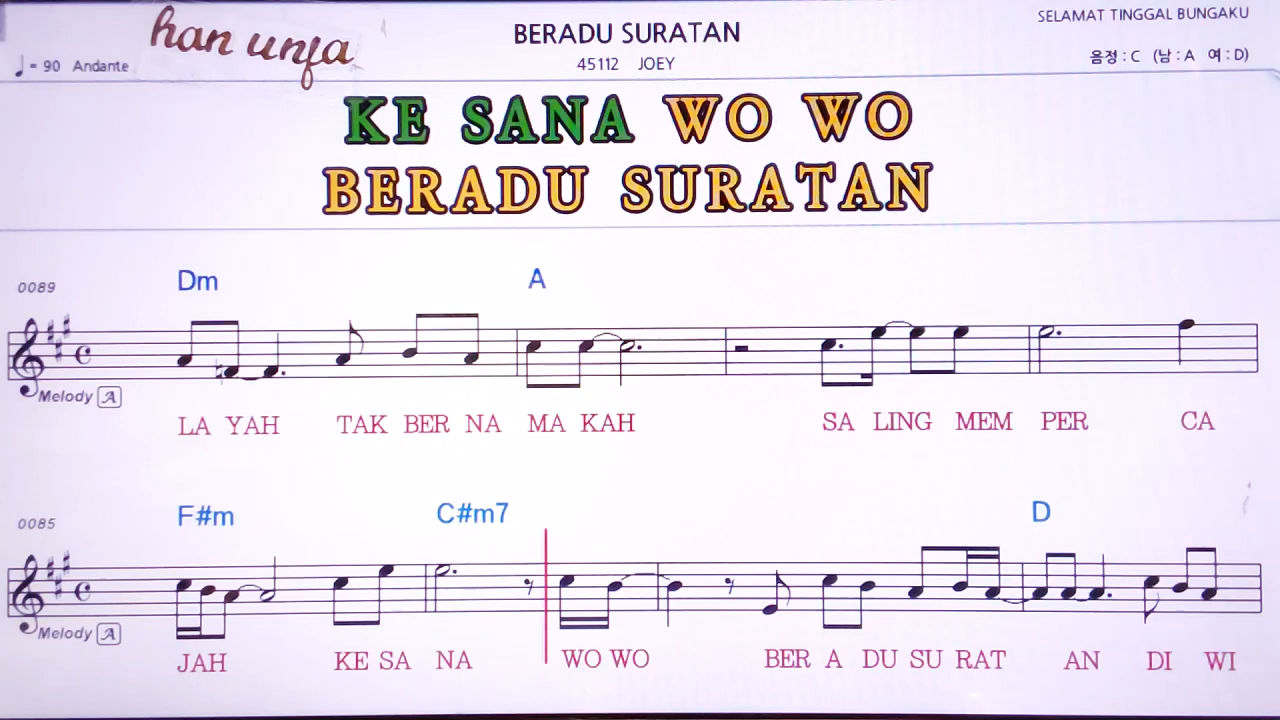 han unja
BERADU SURATAN
SELAMAT TINGGAL BUNGAKU
= 90 Andante
45112 JOEY
음정 : C (남 : A 여 : D)
KE SANA WO WO
BERADU SURATAN
0089
Dm A
Melody A
LA YAH TAK BER NA MA KAH SA LING MEM PER CA
0085
F#m C#m7 D
Melody A
JAH KE SA NA WO WO BER A DU SU RAT AN DI WI